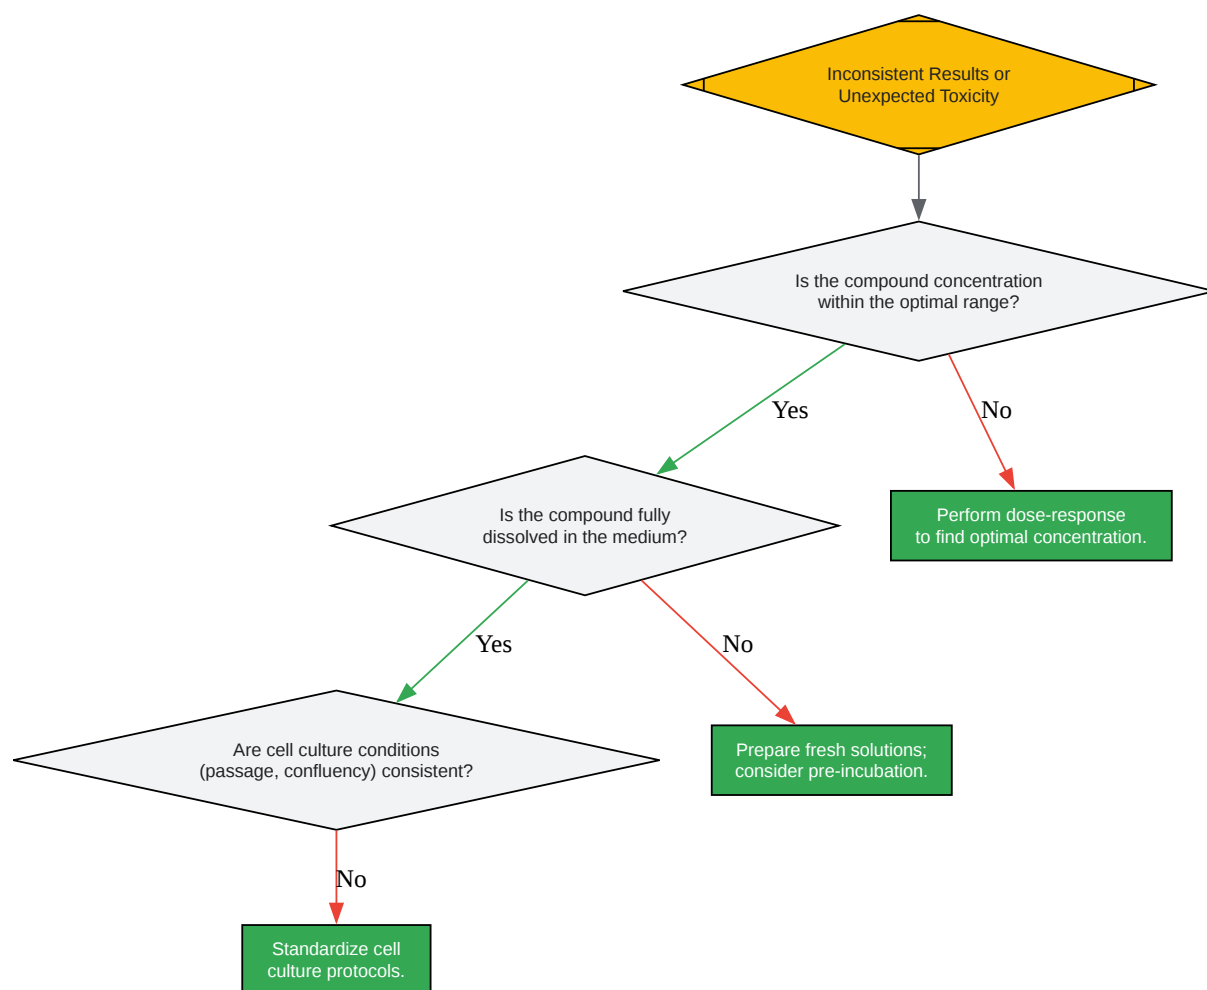 Inconsistent Results or
Unexpected Toxicity
Is the compound concentration
within the optimal range?
Yes
No
Is the compound fully
dissolved in the medium?
Perform dose-response
to find optimal concentration.
Yes
No
Are cell culture conditions
(passage, confluency) consistent?
Prepare fresh solutions;
consider pre-incubation.
No
Standardize cell
culture protocols.